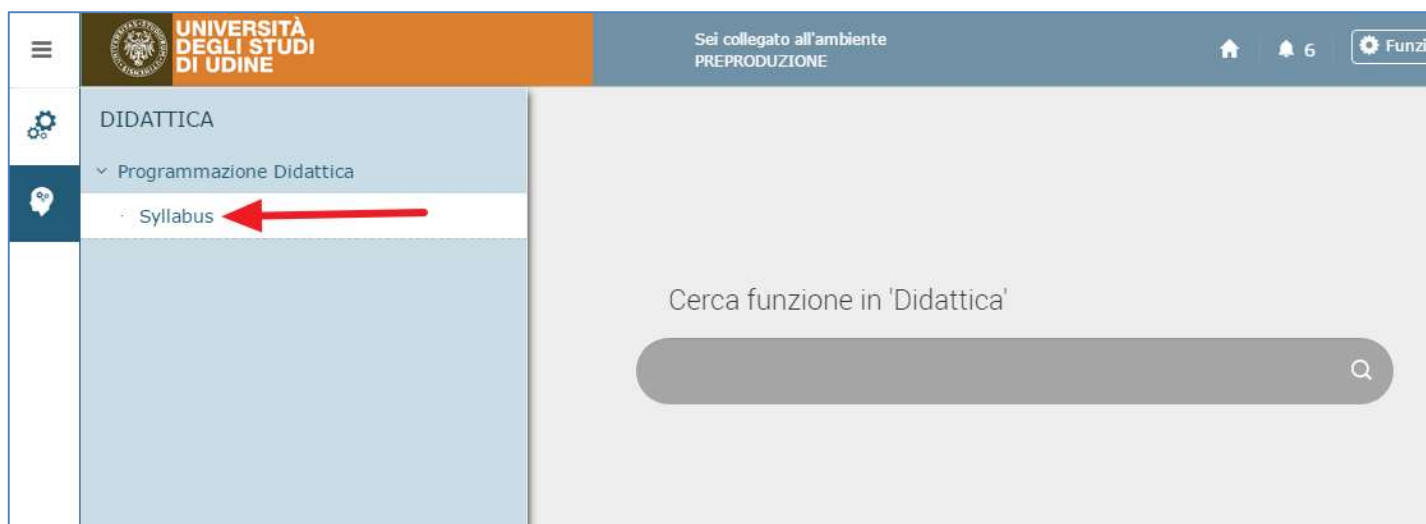 UNIVERSITÀ
DEGLI STUDI
DI UDINE
Sei collegato all'ambiente
PREPRODUZIONE
6
Funzi
DIDATTICA
Programmazione Didattica
Syllabus
Cerca funzione in 'Didattica'